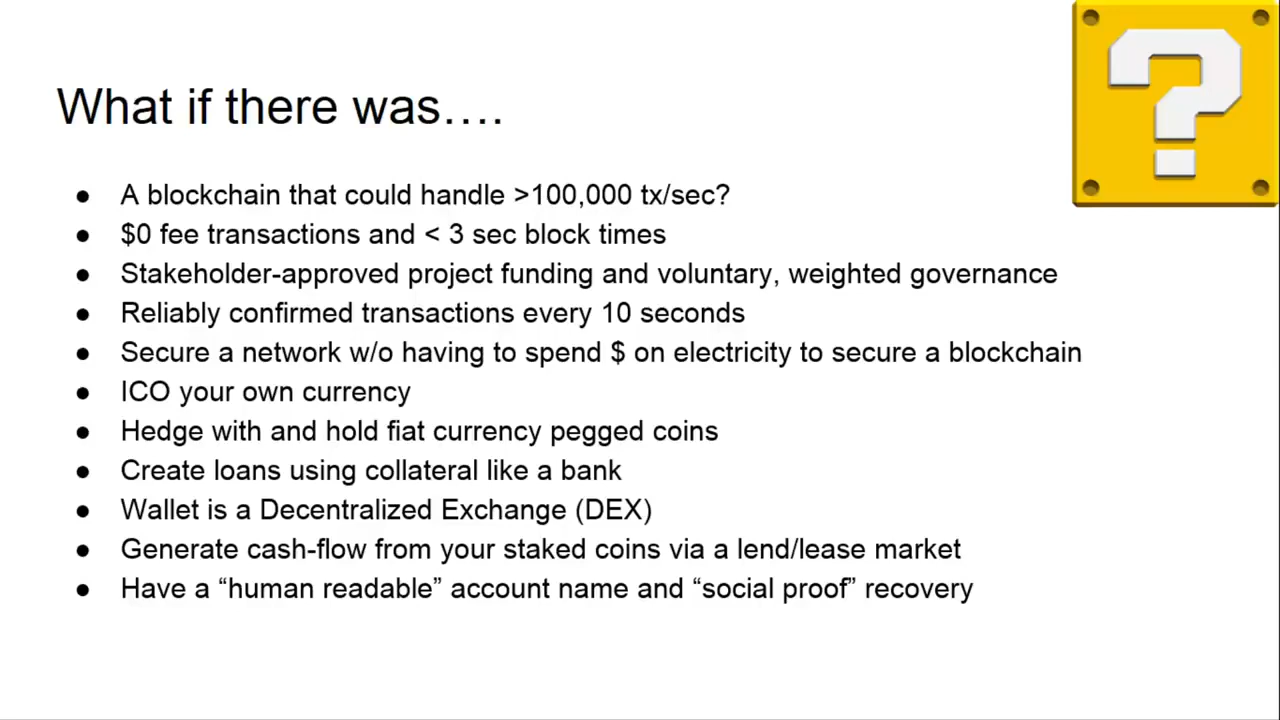 What if there was….
● A blockchain that could handle >100,000 tx/sec?
● $0 fee transactions and < 3 sec block times
● Stakeholder-approved project funding and voluntary, weighted governance
● Reliably confirmed transactions every 10 seconds
● Secure a network w/o having to spend $ on electricity to secure a blockchain
● ICO your own currency
● Hedge with and hold fiat currency pegged coins
● Create loans using collateral like a bank
● Wallet is a Decentralized Exchange (DEX)
● Generate cash-flow from your staked coins via a lend/lease market
● Have a “human readable” account name and “social proof” recovery
?